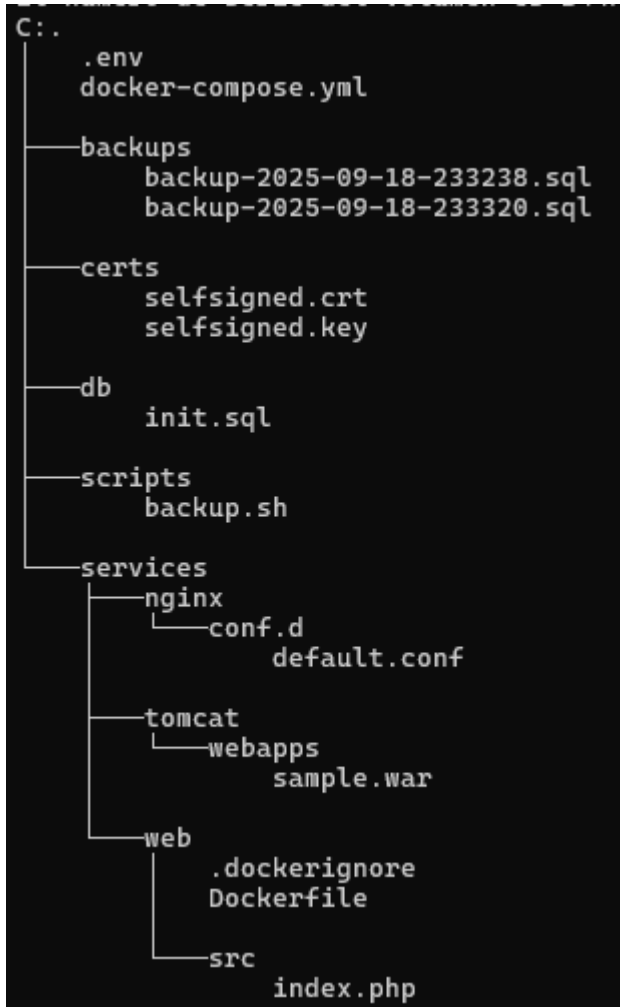 C:.
.env
docker-compose.yml
backups
backup-2025-09-18-233238.sql
backup-2025-09-18-233320.sql
certs
selfsigned.crt
selfsigned.key
db
init.sql
scripts
backup.sh
services
nginx
conf.d
default.conf
tomcat
webapps
sample.war
web
.dockerignore
Dockerfile
src
index.php